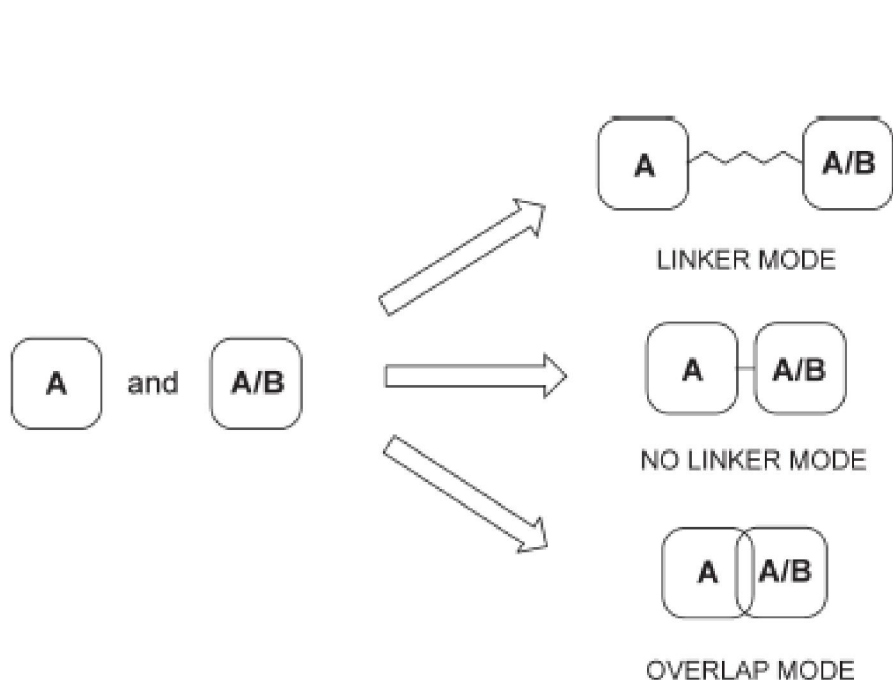 A and A/B
A A/B
LINKER MODE
A A/B
NO LINKER MODE
A A/B
OVERLAP MODE